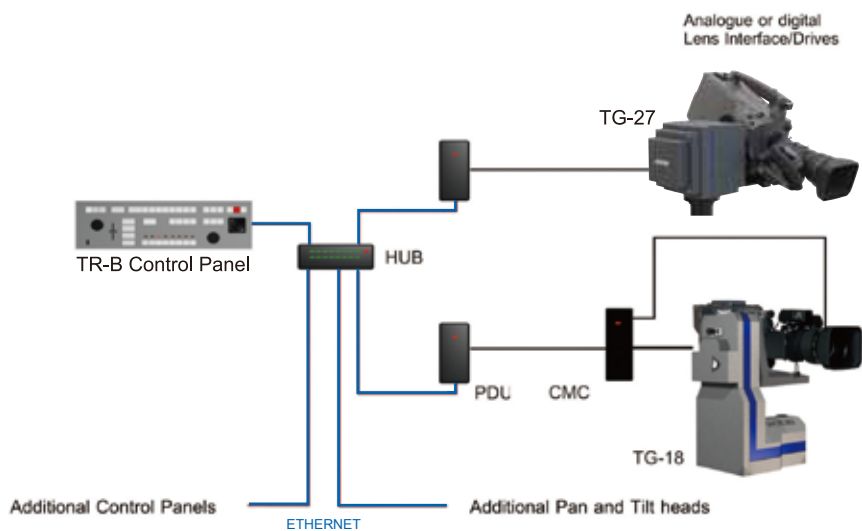 Analogue or digital
Lens Interface/Drives
TG-27
TR-B Control Panel
HUB
PDU
CMC
TG-18
Additional Control Panels
ETHERNET
Additional Pan and Tilt heads